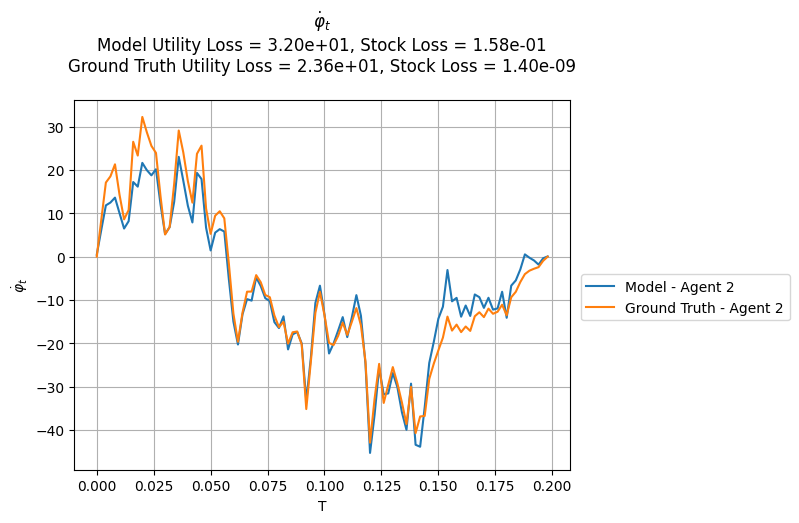 φ̇ₜ
Model Utility Loss = 3.20e+01, Stock Loss = 1.58e-01
Ground Truth Utility Loss = 2.36e+01, Stock Loss = 1.40e-09
30
20
10
0
−10
−20
−30
−40
φ̇ₜ
0.000
0.025
0.050
0.075
0.100
0.125
0.150
0.175
0.200
T
Model - Agent 2
Ground Truth - Agent 2